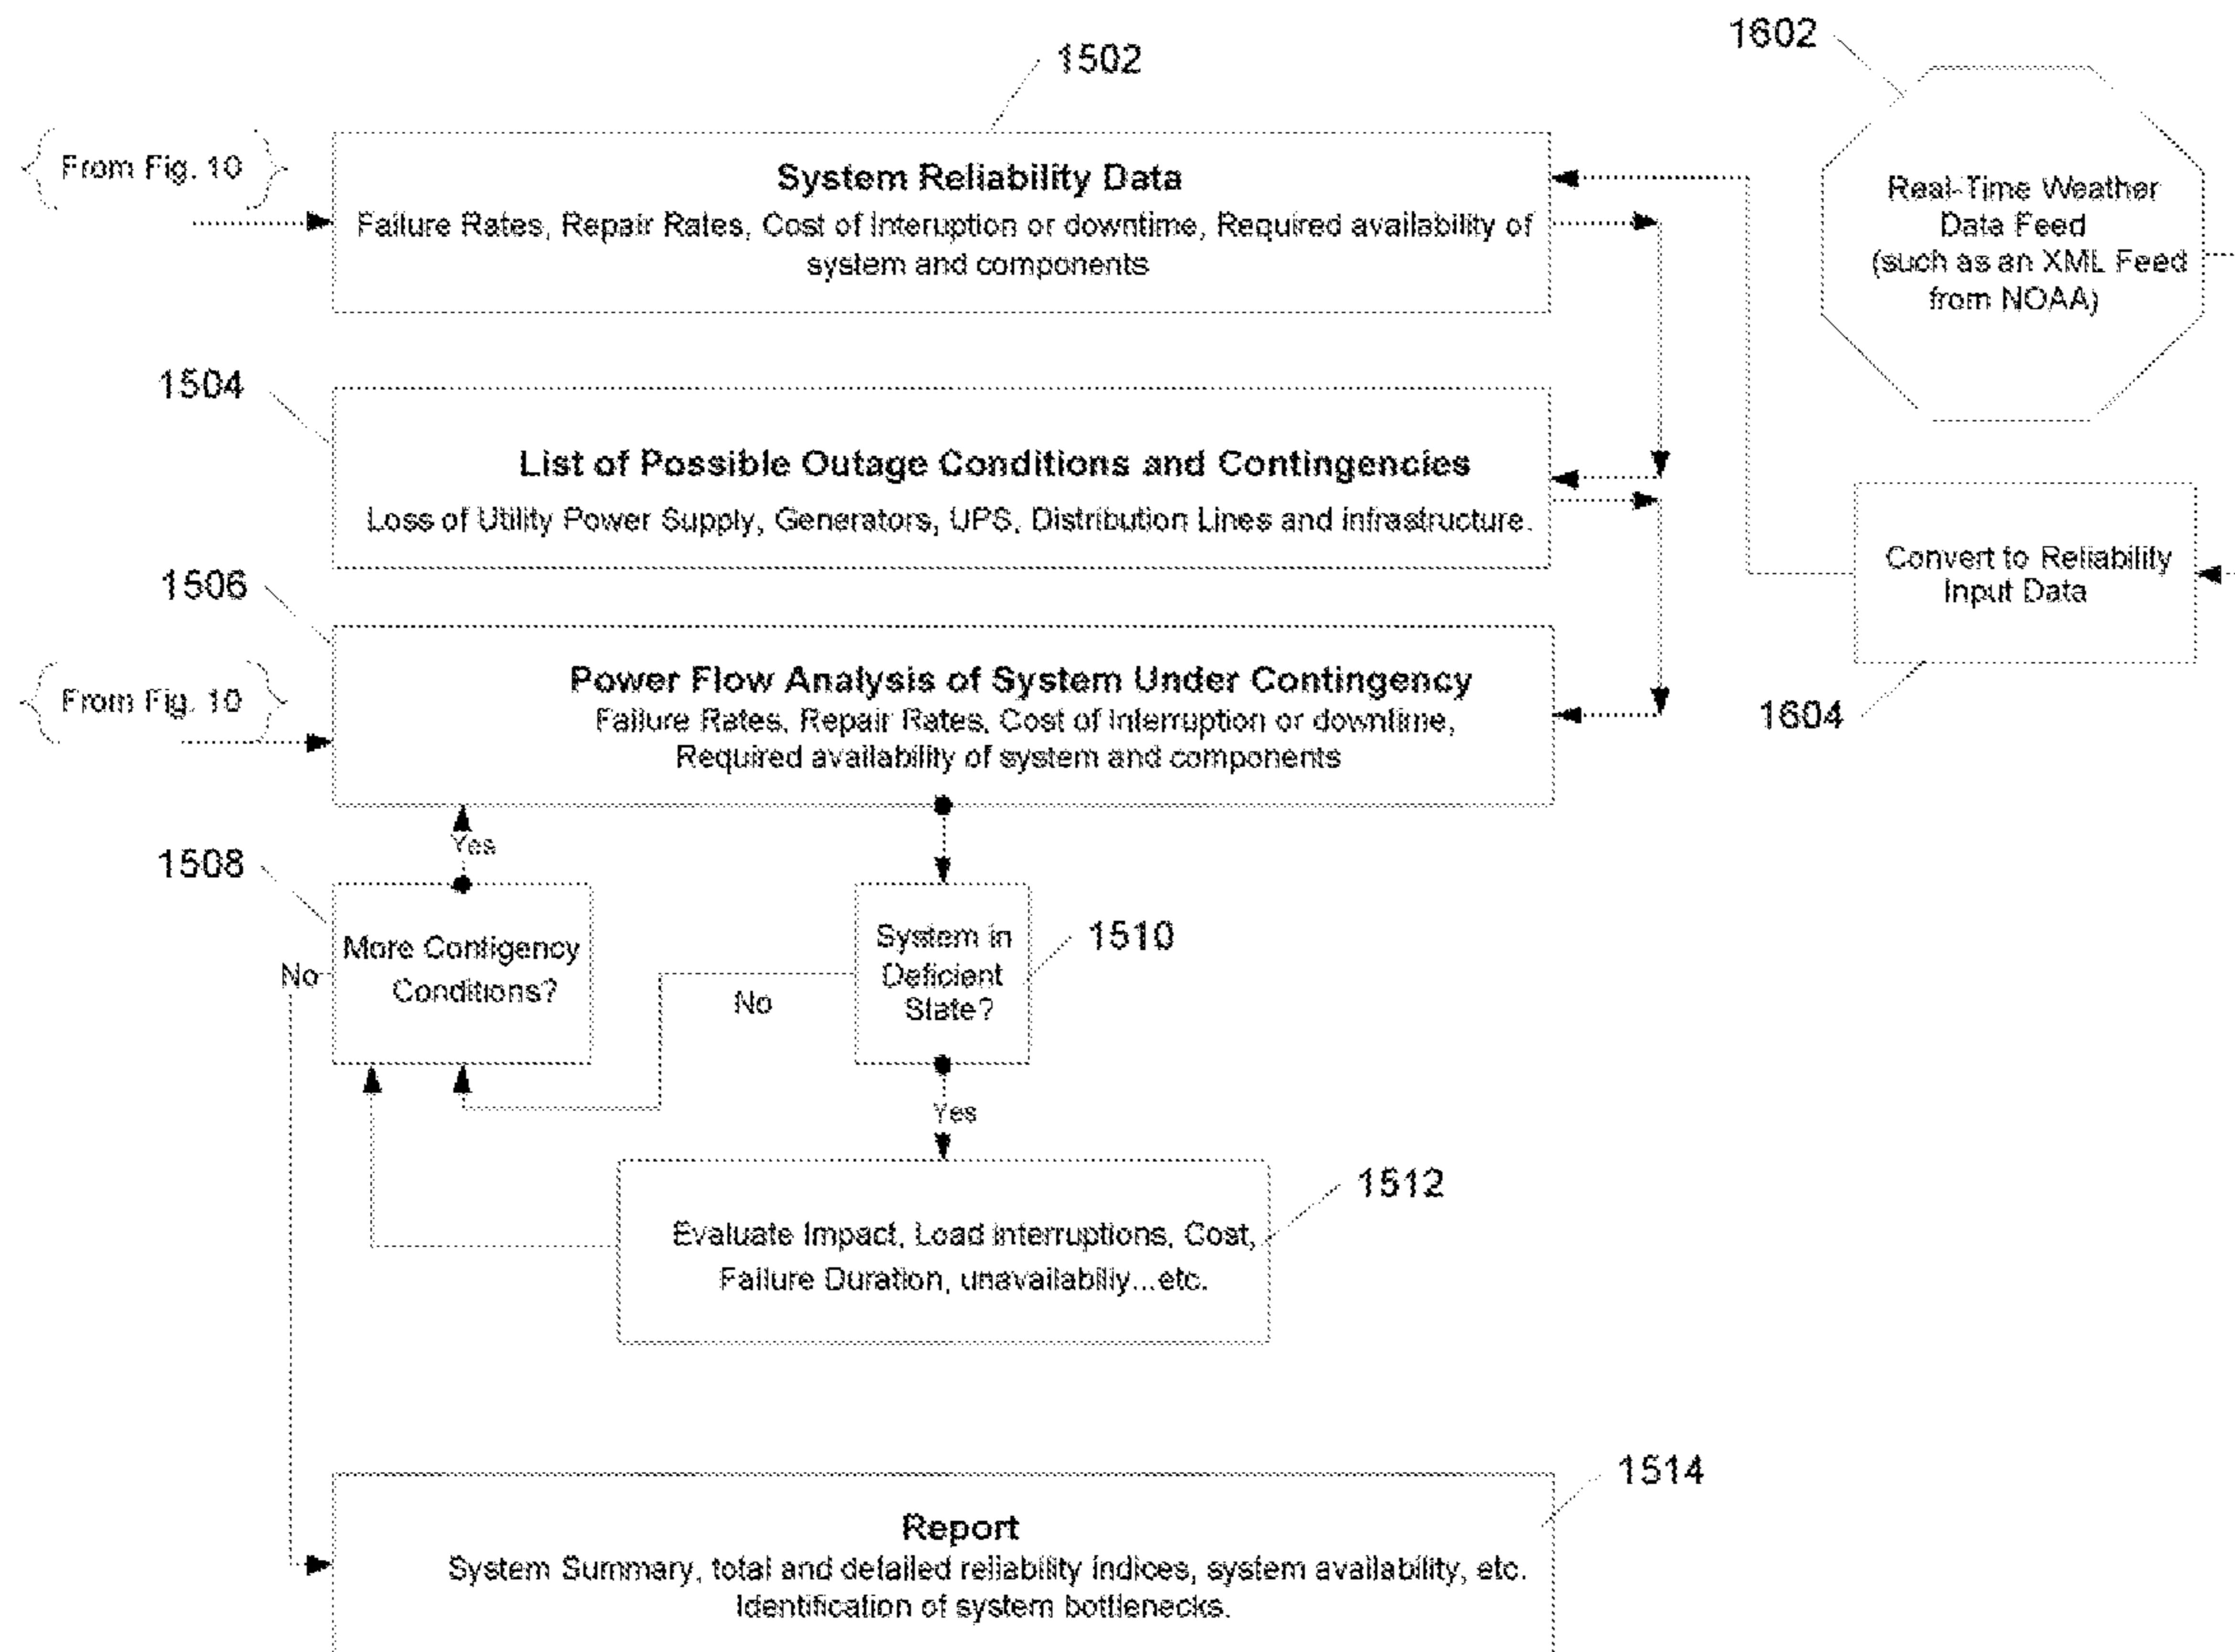 1602
1502
From Fig. 10
System Reliability Data
Failure Rates, Repair Rates, Cost of Interuption or downtime, Required availability of
system and components
Real-Time Weather
Data Feed
(such as an XML Feed
from NOAA)
1504
List of Possible Outage Conditions and Contingencies
Loss of Utility Power Supply, Generators, UPS, Distribution Lines and infrastructure.
Convert to Reliability
Input Data
1604
1506
From Fig. 10
Power Flow Analysis of System Under Contingency
Failure Rates, Repair Rates, Cost of Interruption or downtime,
Required availability of system and components
Yes
1508
More Contigency
Conditions?
No
System in
Deficient
State?
1510
No
Yes
1512
Evaluate Impact, Load interruptions, Cost,
Failure Duration, unavailabiliy...etc.
1514
Report
System Summary, total and detailed reliability indices, system availability, etc.
Identification of system bottlenecks.